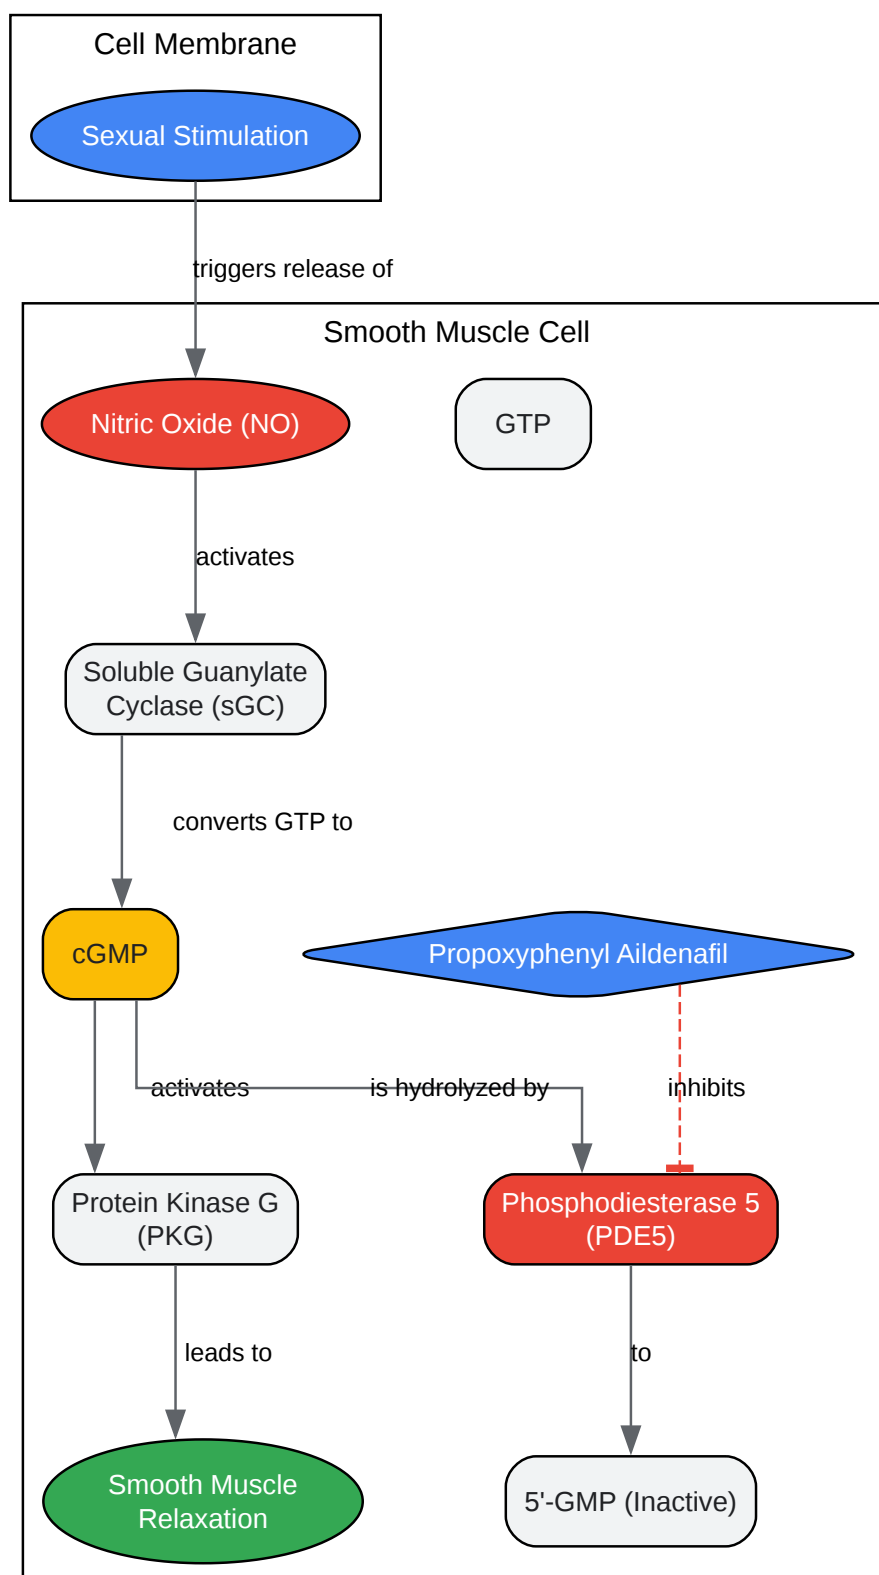 Cell Membrane
Sexual Stimulation
triggers release of
Smooth Muscle Cell
Nitric Oxide (NO)
GTP
activates
Soluble Guanylate
Cyclase (sGC)
converts GTP to
cGMP
Propoxyphenyl Aildenafil
activates
is hydrolyzed by
inhibits
Protein Kinase G
(PKG)
Phosphodiesterase 5
(PDE5)
leads to
to
Smooth Muscle
Relaxation
5'-GMP (Inactive)